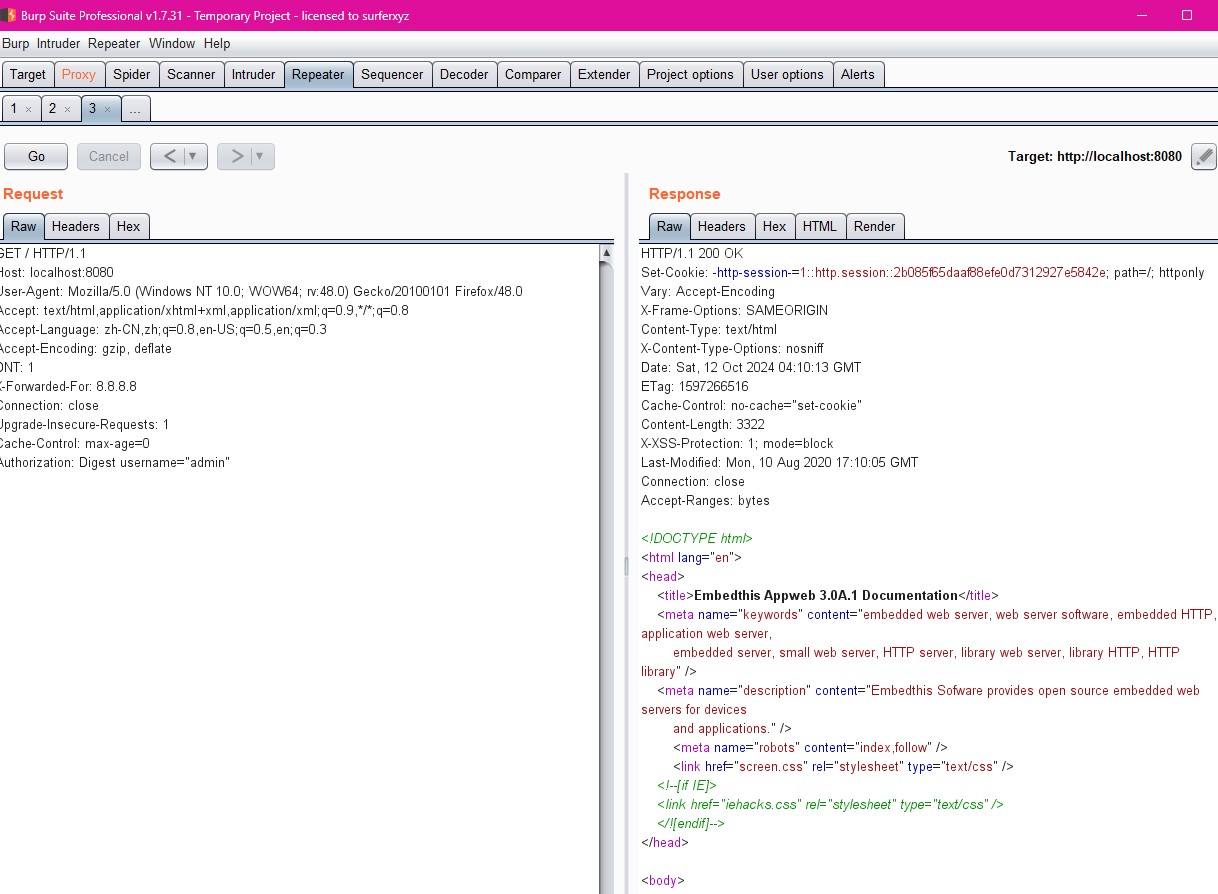 Burp Suite Professional v1.7.31 - Temporary Project - licensed to surferxyz
Burp Intruder Repeater Window Help
Target Proxy Spider Scanner Intruder Repeater Sequencer Decoder Comparer Extender Project options User options Alerts
1 × 2 × 3 × ...
Go Cancel < ▼ > ▼ Target: http://localhost:8080
Request
Raw Headers Hex
GET / HTTP/1.1
Host: localhost:8080
User-Agent: Mozilla/5.0 (Windows NT 10.0; WOW64; rv:48.0) Gecko/20100101 Firefox/48.0
Accept: text/html,application/xhtml+xml,application/xml;q=0.9,*/*;q=0.8
Accept-Language: zh-CN,zh;q=0.8,en-US;q=0.5,en;q=0.3
Accept-Encoding: gzip, deflate
DNT: 1
X-Forwarded-For: 8.8.8.8
Connection: close
Upgrade-Insecure-Requests: 1
Cache-Control: max-age=0
Authorization: Digest username="admin"
Response
Raw Headers Hex HTML Render
HTTP/1.1 200 OK
Set-Cookie: -http-session-=1::http.session::2b085f65daaf88efe0d7312927e5842e; path=/; httponly
Vary: Accept-Encoding
X-Frame-Options: SAMEORIGIN
Content-Type: text/html
X-Content-Type-Options: nosniff
Date: Sat, 12 Oct 2024 04:10:13 GMT
ETag: 1597266516
Cache-Control: no-cache="set-cookie"
Content-Length: 3322
X-XSS-Protection: 1; mode=block
Last-Modified: Mon, 10 Aug 2020 17:10:05 GMT
Connection: close
Accept-Ranges: bytes
<!DOCTYPE html>
<html lang="en">
<head>
<title>Embedthis Appweb 3.0A.1 Documentation</title>
<meta name="keywords" content="embedded web server, web server software, embedded HTTP,
application web server,
embedded server, small web server, HTTP server, library web server, library HTTP, HTTP
library" />
<meta name="description" content="Embedthis Sofware provides open source embedded web
servers for devices
and applications." />
<meta name="robots" content="index,follow" />
<link href="screen.css" rel="stylesheet" type="text/css" />
<!--[if IE]>
<link href="iehacks.css" rel="stylesheet" type="text/css" />
</![endif]-->
</head>
<body>